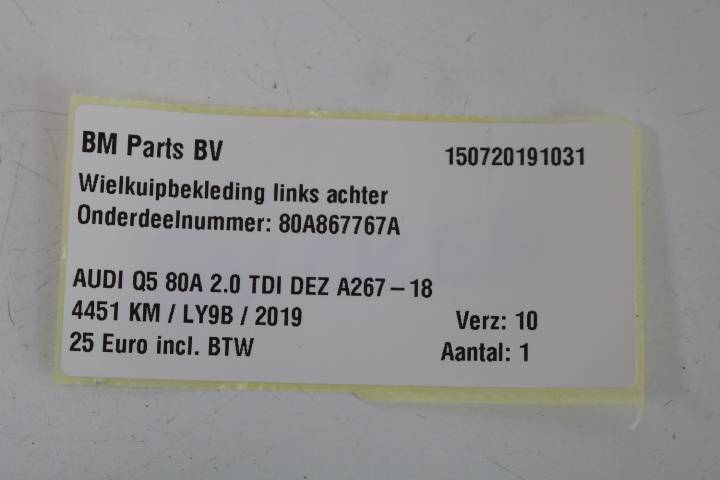 BM Parts BV 150720191031
Wielkuipbekleding links achter
Onderdeelnummer: 80A867767A
AUDI Q5 80A 2.0 TDI DEZ A267-18
4451 KM / LY9B / 2019 Verz: 10
25 Euro incl. BTW Aantal: 1